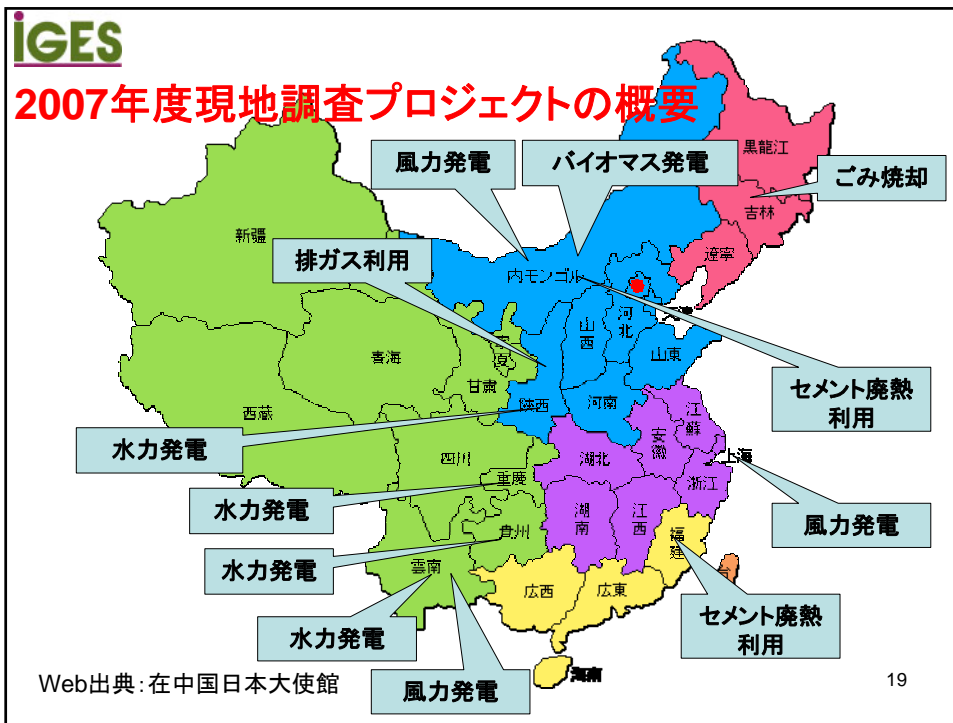 IGES
2007年度現地調査プロジェクトの概要
風力発電
バイオマス発電
ごみ焼却
黒龍江
吉林
遼寧
新疆
排ガス利用
内モンゴル
河北
山西
山東
青海
甘粛
セメント廃熱
利用
西蔵
陝西
河南
江蘇
安徽
上海
水力発電
四川
湖北
重慶
浙江
水力発電
湖南
江西
風力発電
貴州
福建
水力発電
雲南
広西
広東
台
セメント廃熱
利用
水力発電
海南
風力発電
Web出典：在中国日本大使館
19